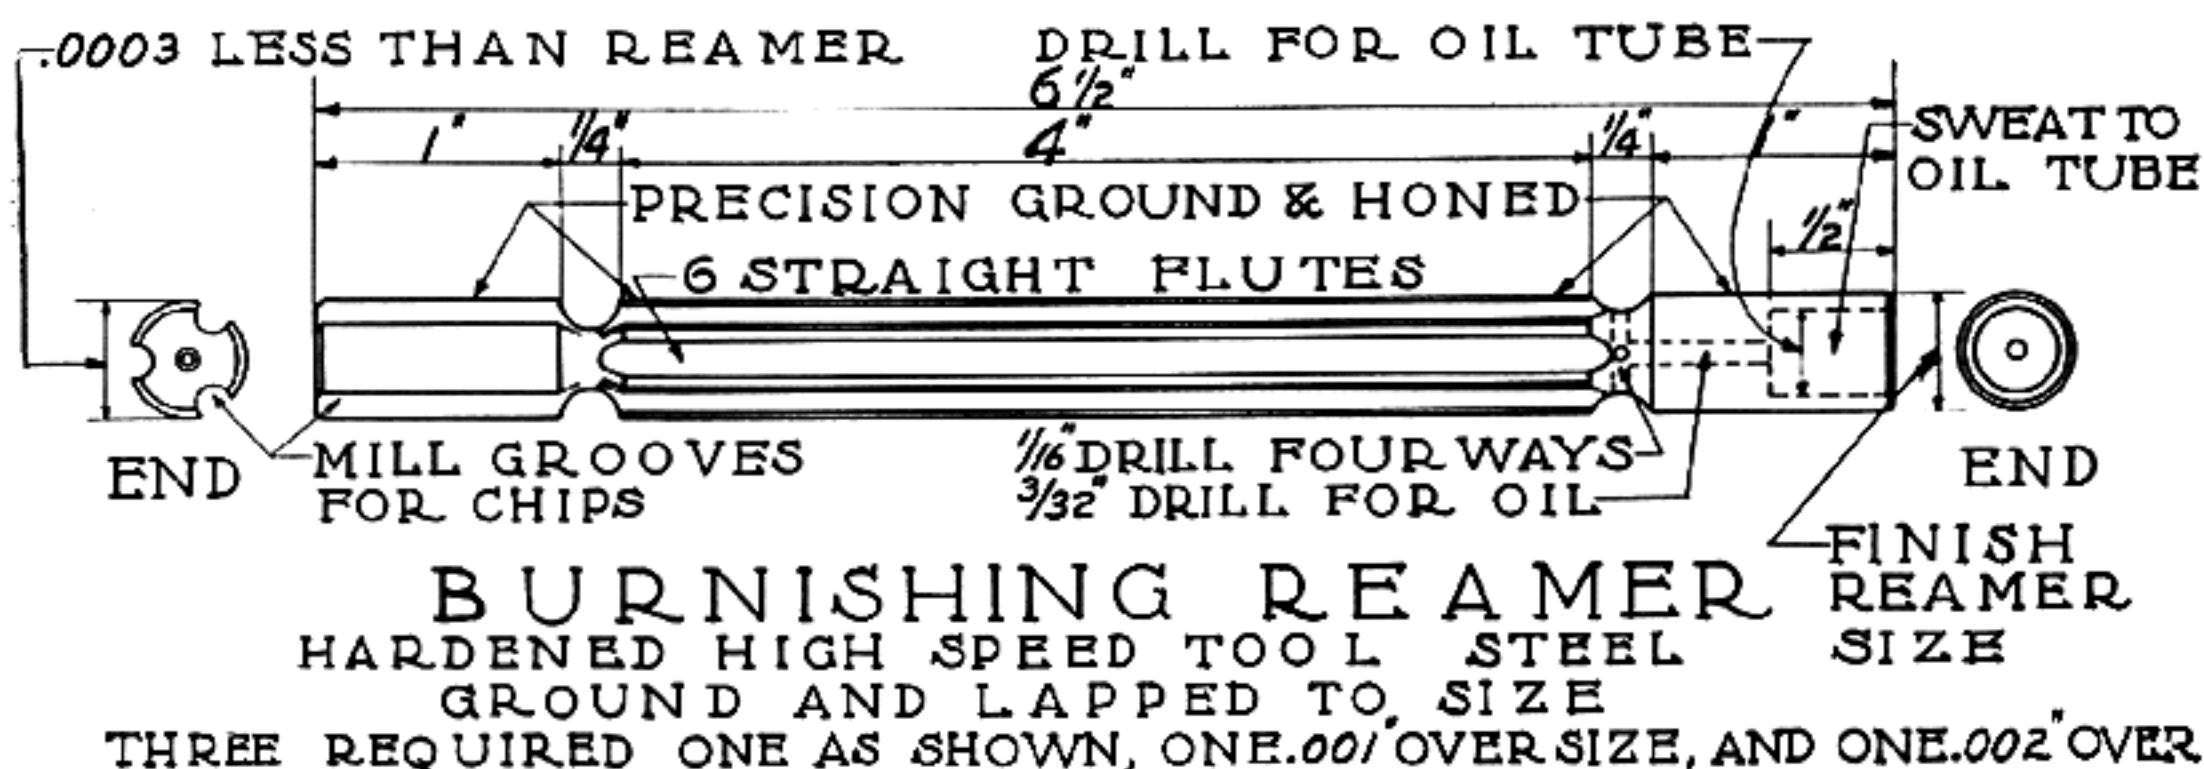 .0003 LESS THAN REAMER
DRILL FOR OIL TUBE
6 1/2"
1"
1/4"
4"
1/4"
1"
SWEAT TO
OIL TUBE
PRECISION GROUND & HONED
1/2"
6 STRAIGHT FLUTES
END
MILL GROOVES
FOR CHIPS
1/16" DRILL FOUR WAYS
3/32" DRILL FOR OIL
END
FINISH
REAMER
SIZE
BURNISHING REAMER
HARDENED HIGH SPEED TOOL STEEL
GROUND AND LAPPED TO SIZE
THREE REQUIRED ONE AS SHOWN, ONE .001" OVERSIZE, AND ONE .002" OVER